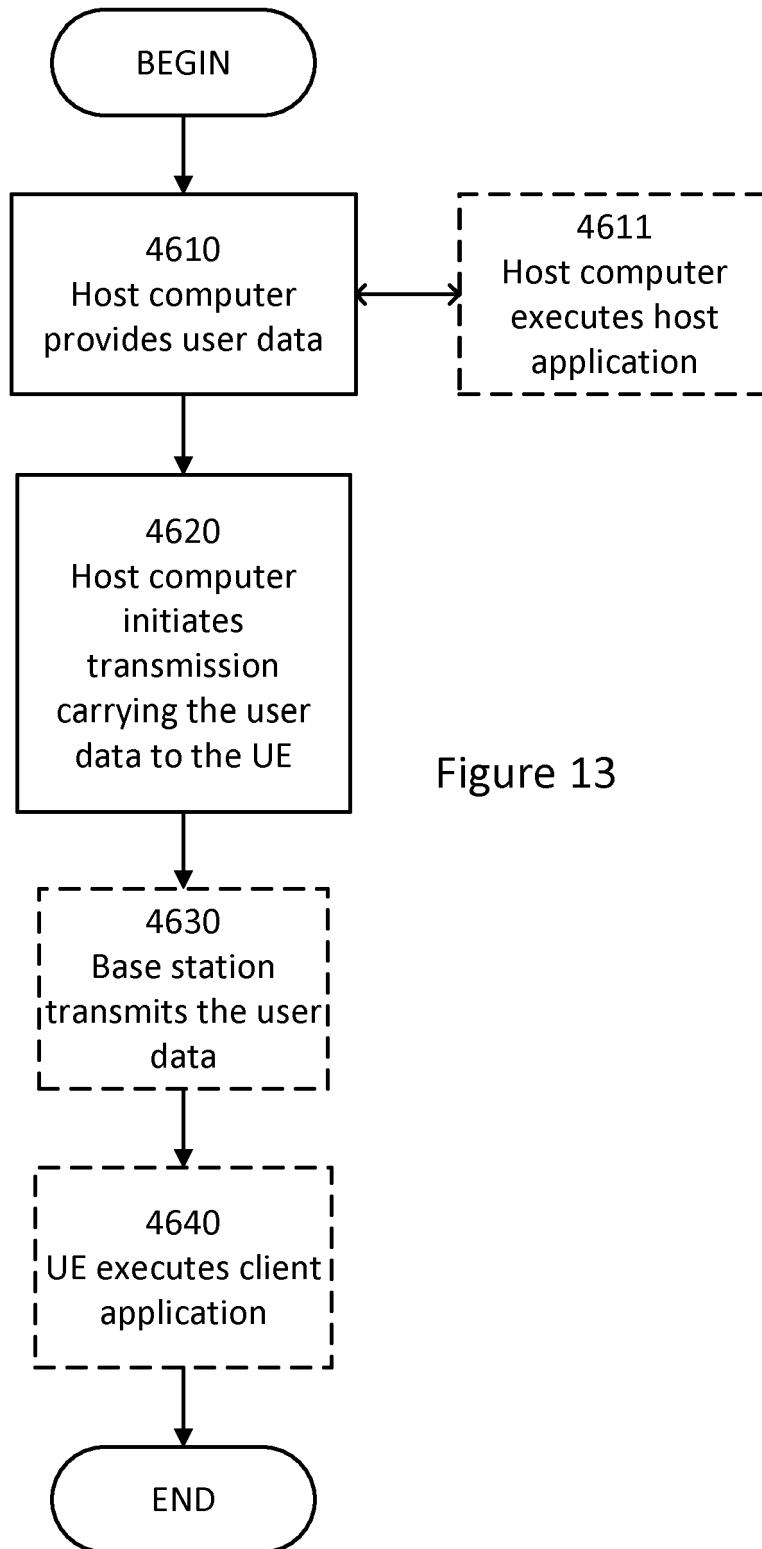 BEGIN
4610
Host computer
provides user data
4611
Host computer
executes host
application
4620
Host computer
initiates
transmission
carrying the user
data to the UE
Figure 13
4630
Base station
transmits the user
data
4640
UE executes client
application
END